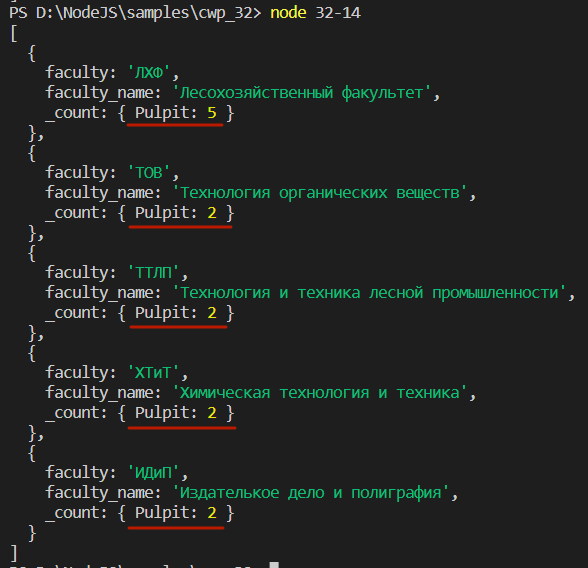 PS D:\NodeJS\samples\cwp_32> node 32-14
[
  {
    faculty: 'ЛХФ',
    faculty_name: 'Лесохозяйственный факультет',
    _count: { Pulpit: 5 }
  },
  {
    faculty: 'ТОВ',
    faculty_name: 'Технология органических веществ',
    _count: { Pulpit: 2 }
  },
  {
    faculty: 'ТТЛП',
    faculty_name: 'Технология и техника лесной промышленности',
    _count: { Pulpit: 2 }
  },
  {
    faculty: 'ХТиТ',
    faculty_name: 'Химическая технология и техника',
    _count: { Pulpit: 2 }
  },
  {
    faculty: 'ИДиП',
    faculty_name: 'Издателькое дело и полиграфия',
    _count: { Pulpit: 2 }
  }
]